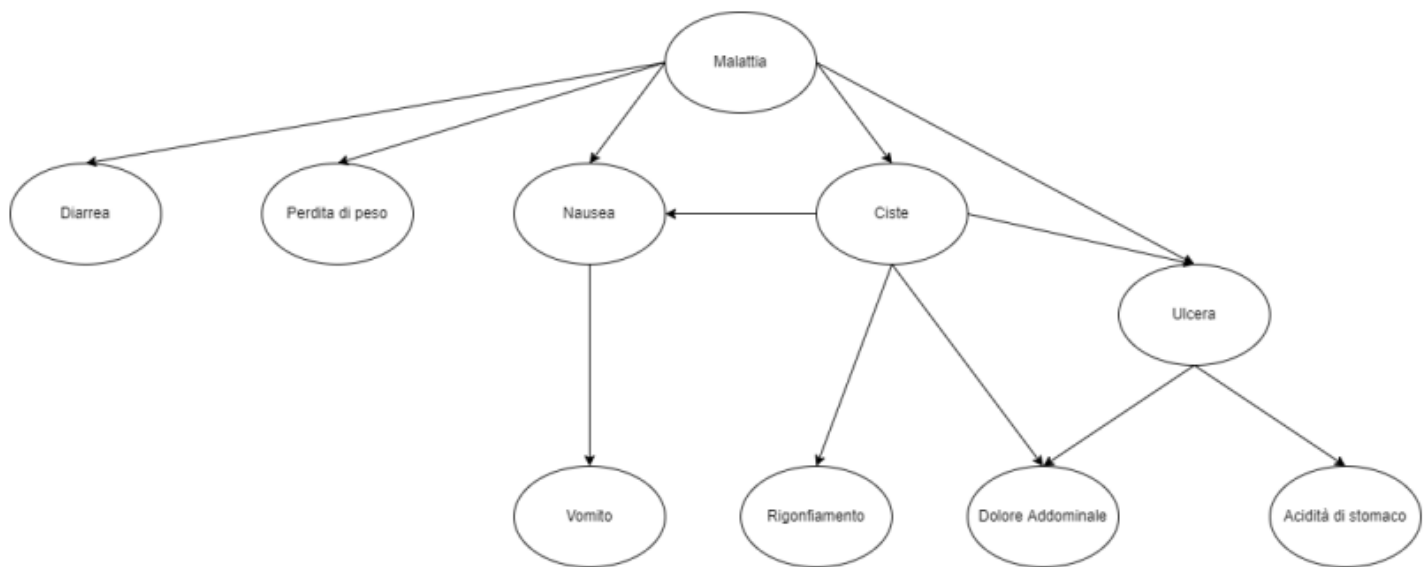 Malattia
Diarrea
Perdita di peso
Nausea
Ciste
Ulcera
Vomito
Rigonfiamento
Dolore Addominale
Acidità di stomaco